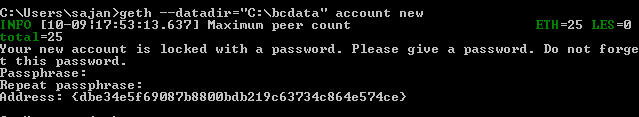 C:\Users\sajan>geth --datadir="C:\bcdata" account new
INFO [10-09|17:53:13.637] Maximum peer count ETH=25 LES=0
total=25
Your new account is locked with a password. Please give a password. Do not forge
t this password.
Passphrase:
Repeat passphrase:
Address: {dbe34e5f69087b8800bdb219c63734c864e574ce}